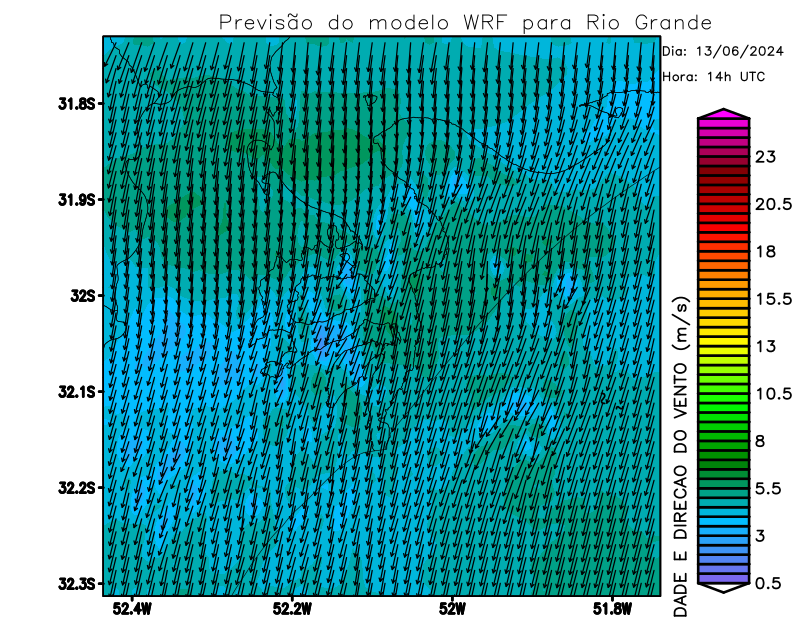 Previsão do modelo WRF para Rio Grande
Dia: 13/06/2024
Hora: 14h UTC
31.8S
31.9S
32S
32.1S
32.2S
32.3S
52.4W
52.2W
52W
51.8W
23
20.5
18
15.5
13
10.5
8
5.5
3
0.5
DADE E DIRECAO DO VENTO (m/s)